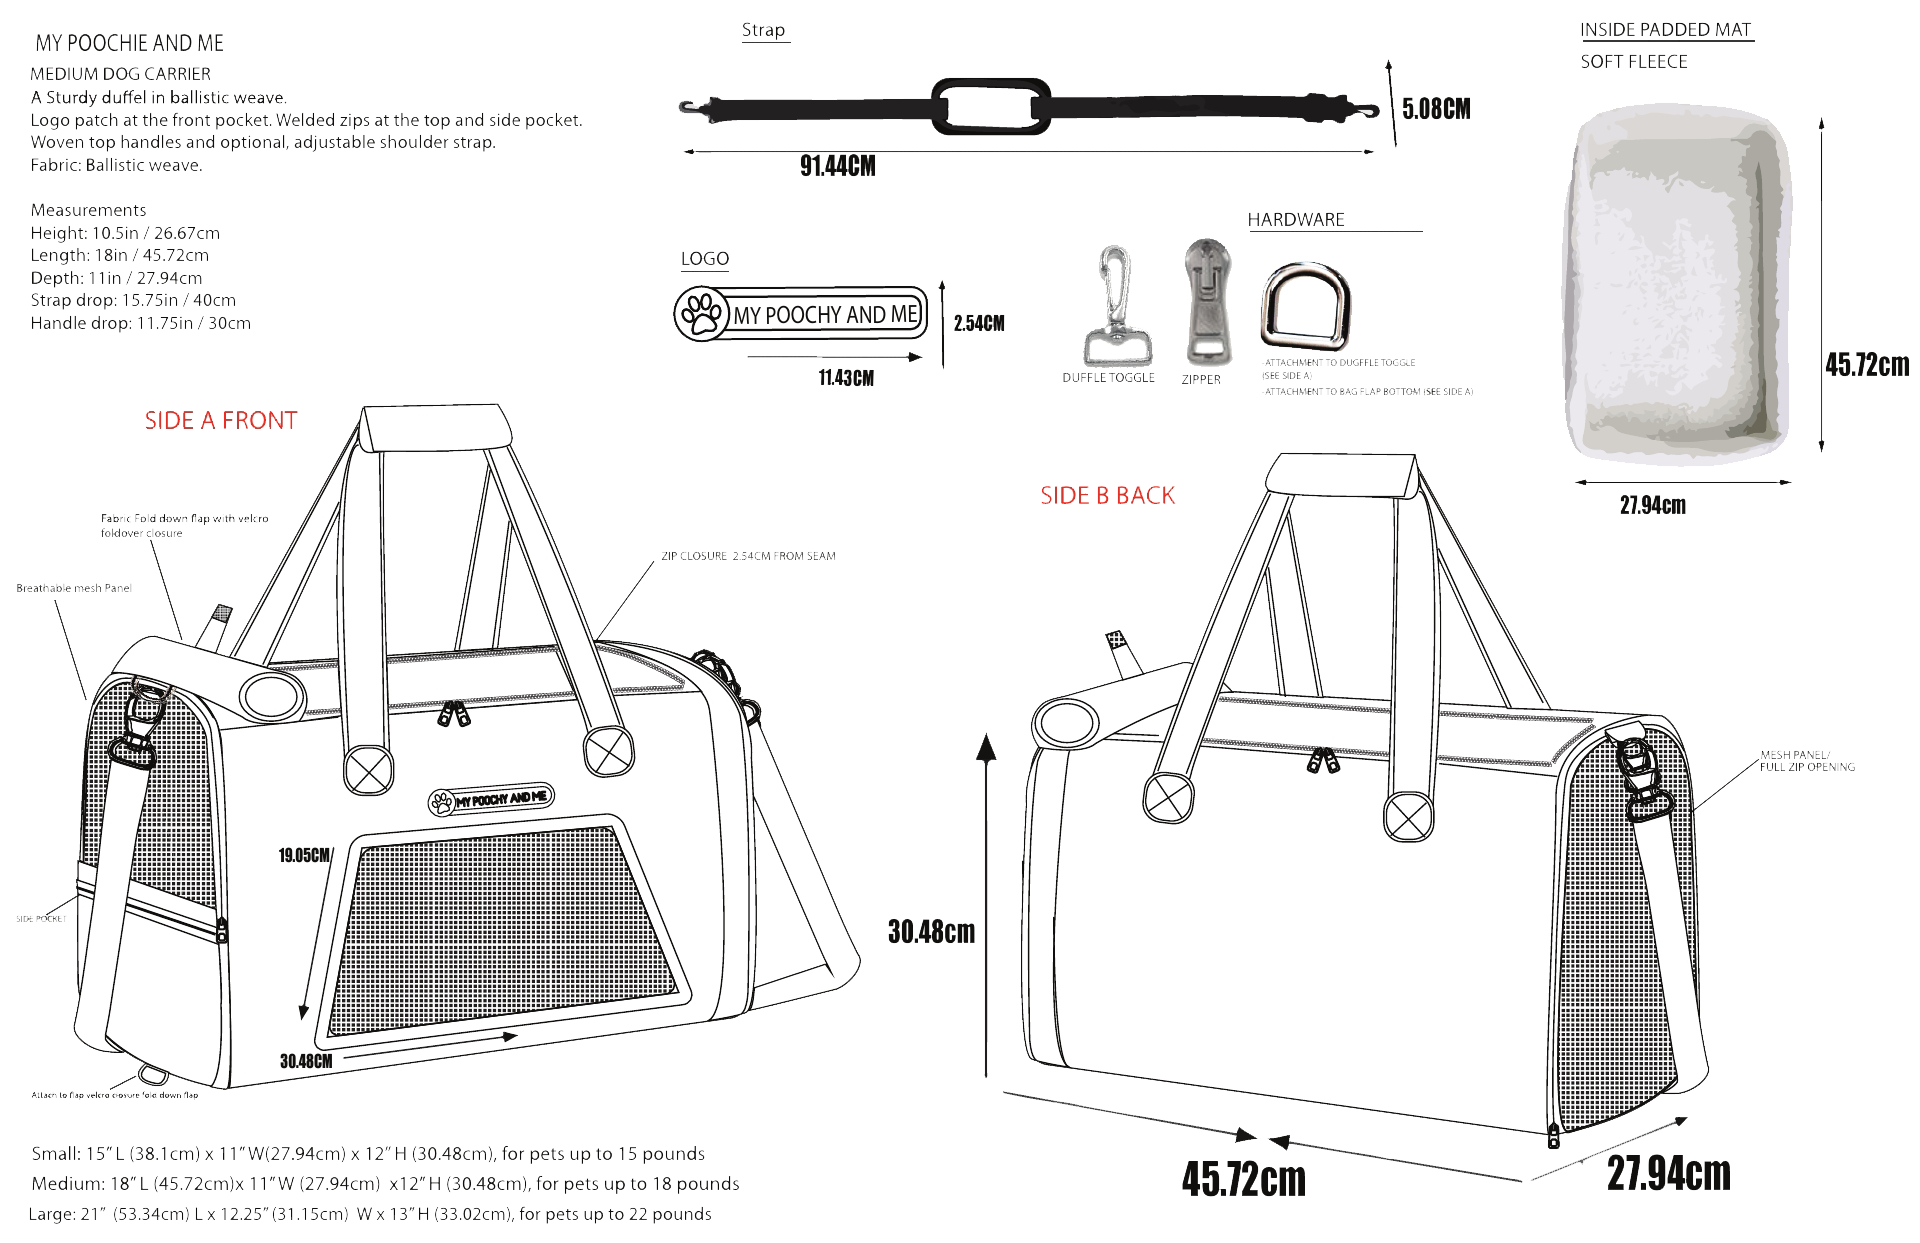 MY POOCHIE AND ME
MEDIUM DOG CARRIER
A Sturdy duffel in ballistic weave.
Logo patch at the front pocket. Welded zips at the top and side pocket.
Woven top handles and optional, adjustable shoulder strap.
Fabric: Ballistic weave.
Measurements
Height: 10.5in / 26.67cm
Length: 18in / 45.72cm
Depth: 11in / 27.94cm
Strap drop: 15.75in / 40cm
Handle drop: 11.75in / 30cm
Strap
5.08CM
91.44CM
INSIDE PADDED MAT
SOFT FLEECE
45.72cm
27.94cm
LOGO
MY POOCHY AND ME
2.54CM
11.43CM
HARDWARE
DUFFLE TOGGLE
ZIPPER
-ATTACHMENT TO DUGFFLE TOGGLE
(SEE SIDE A)
-ATTACHMENT TO BAG FLAP BOTTOM (SEE SIDE A)
SIDE A FRONT
Fabric Fold down flap with velcro
foldover closure
Breathable mesh Panel
ZIP CLOSURE 2.54CM FROM SEAM
MY POOCHY AND ME
19.05CM
30.48CM
SIDE POCKET
Attach to flap velcro closure fold down flap
SIDE B BACK
MESH PANEL/
FULL ZIP OPENING
30.48cm
45.72cm
27.94cm
Small: 15" L (38.1cm) x 11" W(27.94cm) x 12" H (30.48cm), for pets up to 15 pounds
Medium: 18" L (45.72cm)x 11" W (27.94cm) x12" H (30.48cm), for pets up to 18 pounds
Large: 21" (53.34cm) L x 12.25" (31.15cm) W x 13" H (33.02cm), for pets up to 22 pounds